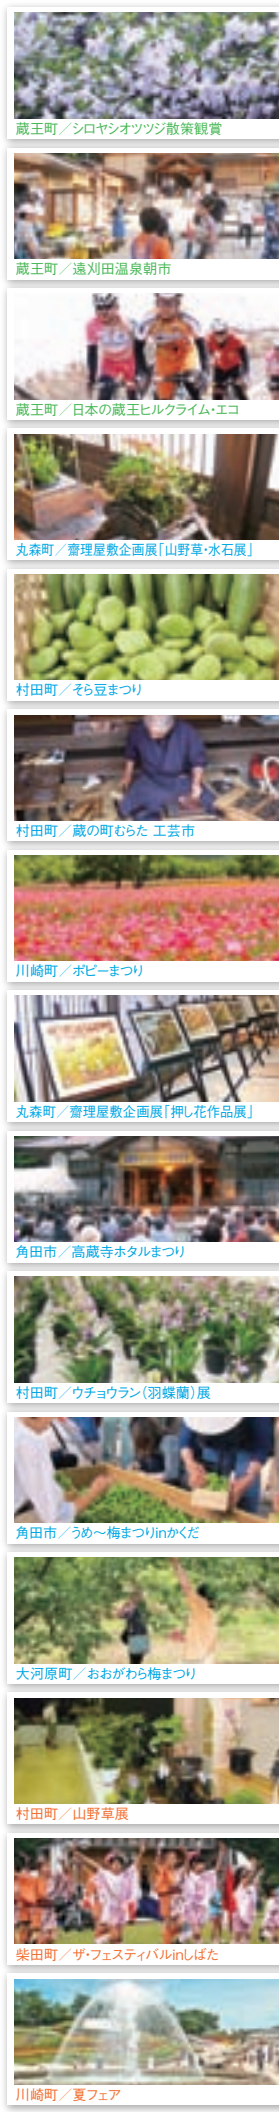 蔵王町／シロヤシオツツジ散策観賞
蔵王町／遠刈田温泉朝市
蔵王町／日本の蔵王ヒルクライム・エコ
丸森町／齋理屋敷企画展「山野草・水石展」
村田町／そら豆まつり
村田町／蔵の町むらた 工芸市
川崎町／ポピーまつり
丸森町／齋理屋敷企画展「押し花作品展」
角田市／高蔵寺ホタルまつり
村田町／ウチョウラン（羽蝶蘭）展
角田市／うめ～梅まつりinかくだ
大河原町／おおがわら梅まつり
村田町／山野草展
柴田町／ザ・フェスティバルinしばた
川崎町／夏フェア